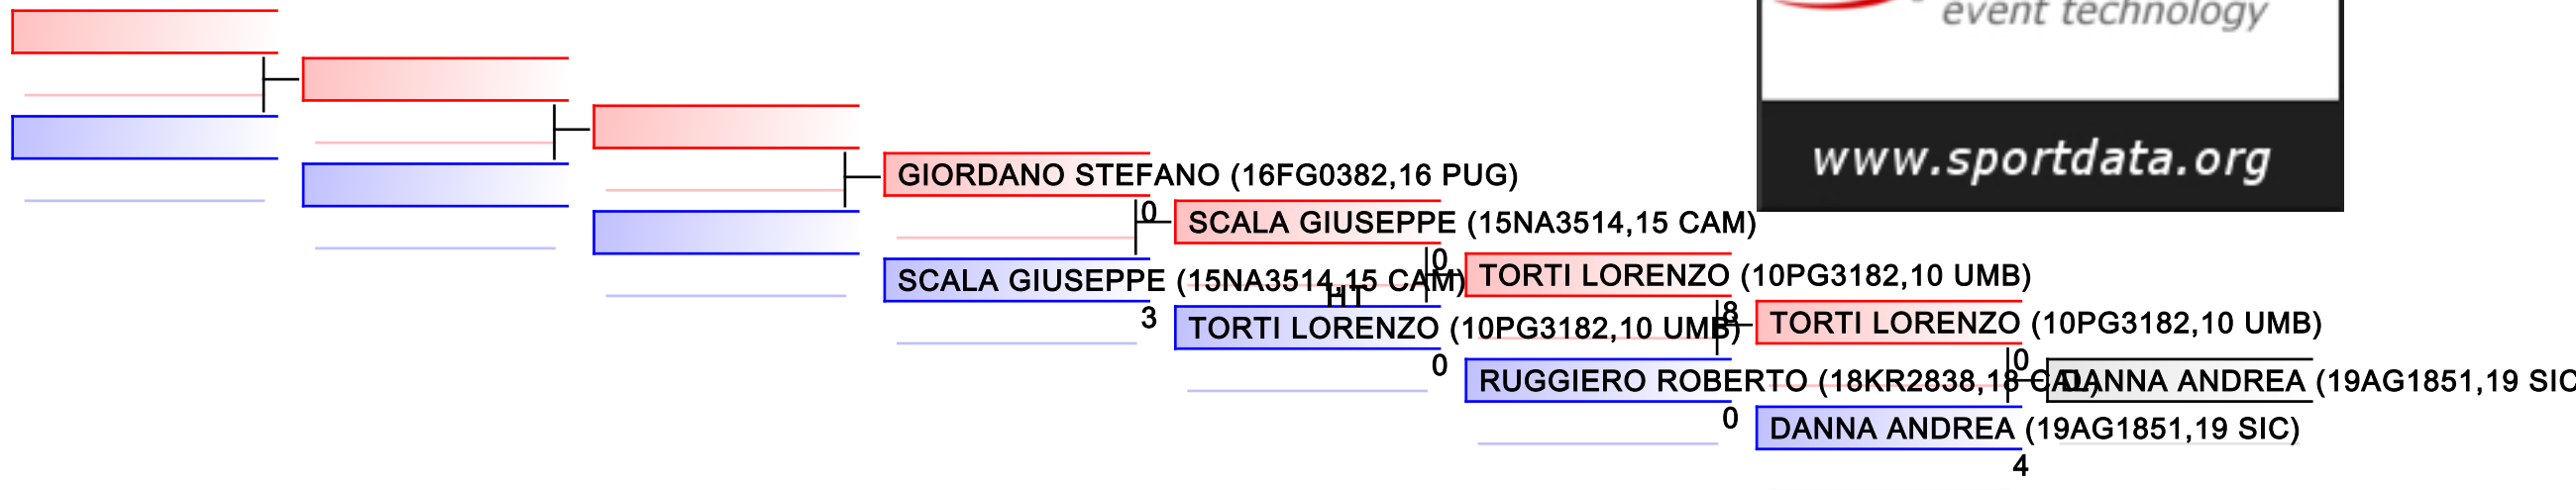 event technology
www.sportdata.org
GIORDANO STEFANO (16FG0382,16 PUG)
0
SCALA GIUSEPPE (15NA3514,15 CAM)
0
SCALA GIUSEPPE (15NA3514,15 CAM)
TORTI LORENZO (10PG3182,10 UMB)
HT
3
TORTI LORENZO (10PG3182,10 UMB)
8
TORTI LORENZO (10PG3182,10 UMB)
0
0
RUGGIERO ROBERTO (18KR2838,18 CAL)
DANNA ANDREA (19AG1851,19 SIC
0
DANNA ANDREA (19AG1851,19 SIC)
4